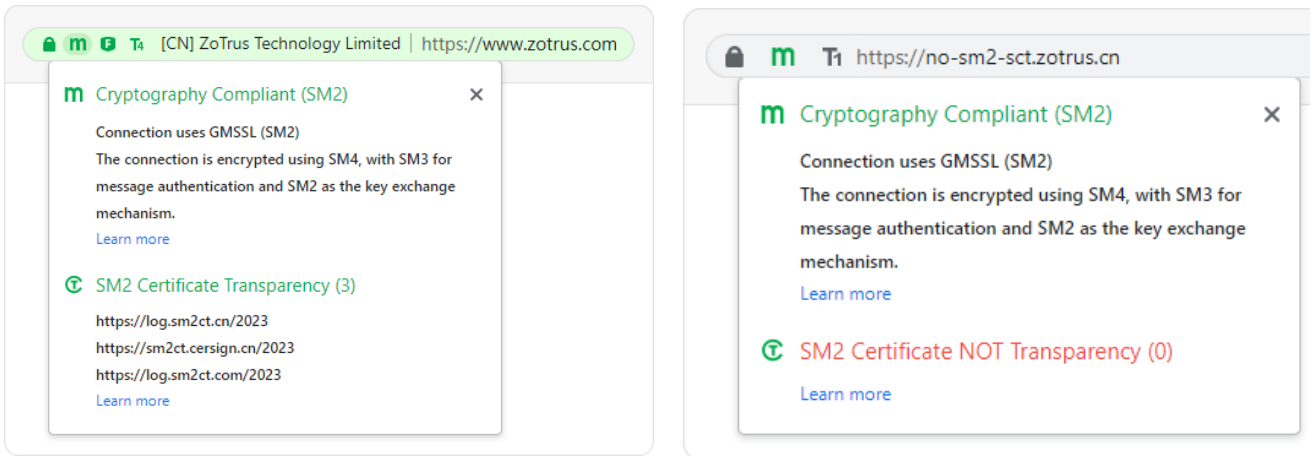 m F T4 [CN] ZoTrus Technology Limited | https://www.zotrus.com
m Cryptography Compliant (SM2) ×
Connection uses GMSSL (SM2)
The connection is encrypted using SM4, with SM3 for
message authentication and SM2 as the key exchange
mechanism.
Learn more
SM2 Certificate Transparency (3)
https://log.sm2ct.cn/2023
https://sm2ct.cersign.cn/2023
https://log.sm2ct.com/2023
Learn more
m T1 https://no-sm2-sct.zotrus.cn
m Cryptography Compliant (SM2) ×
Connection uses GMSSL (SM2)
The connection is encrypted using SM4, with SM3 for
message authentication and SM2 as the key exchange
mechanism.
Learn more
SM2 Certificate NOT Transparency (0)
Learn more